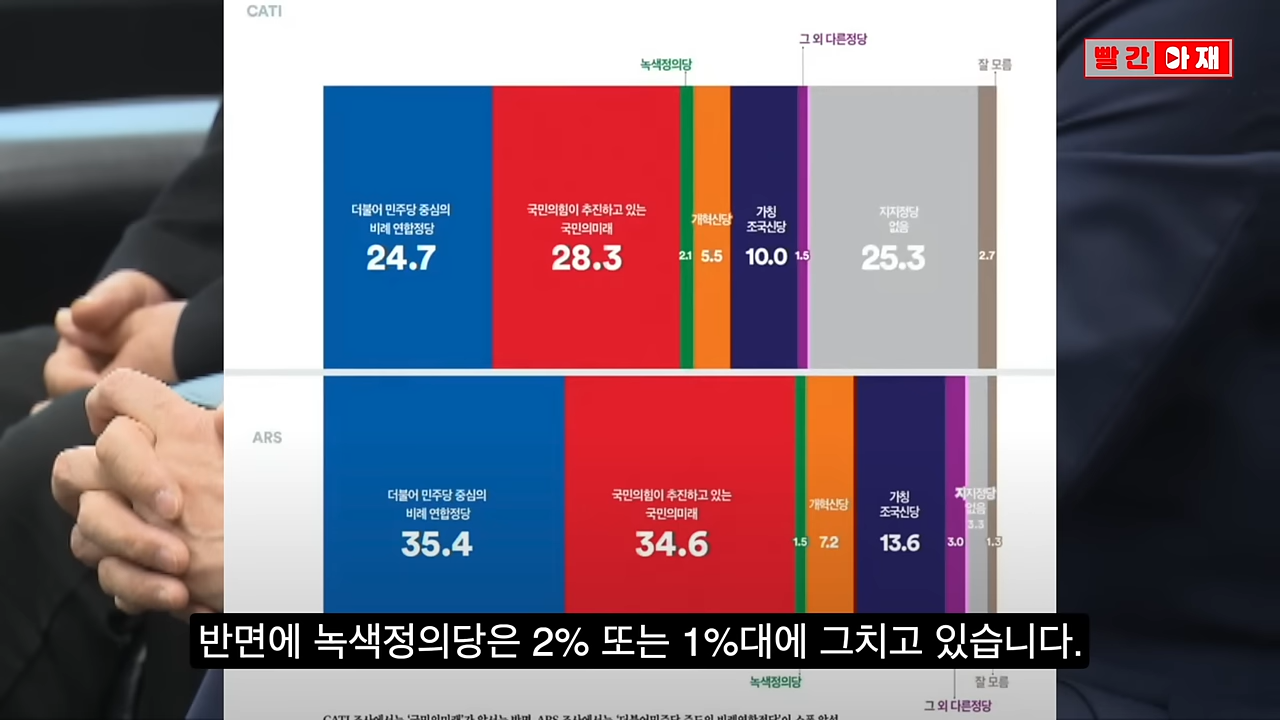 CATI
그 외 다른정당
빨간아재
녹색정의당
잘 모름
더불어 민주당 중심의
비례 연합정당
24.7
국민의힘이 추진하고 있는
국민의미래
28.3
2.1
개혁신당
5.5
가칭
조국신당
10.0
1.5
지지정당
없음
25.3
2.7
ARS
더불어 민주당 중심의
비례 연합정당
35.4
국민의힘이 추진하고 있는
국민의미래
34.6
1.5
개혁신당
7.2
가칭
조국신당
13.6
3.0
지지정당
없음
3.3
1.3
반면에 녹색정의당은 2% 또는 1%대에 그치고 있습니다.
녹색정의당
잘 모름
그 외 다른정당